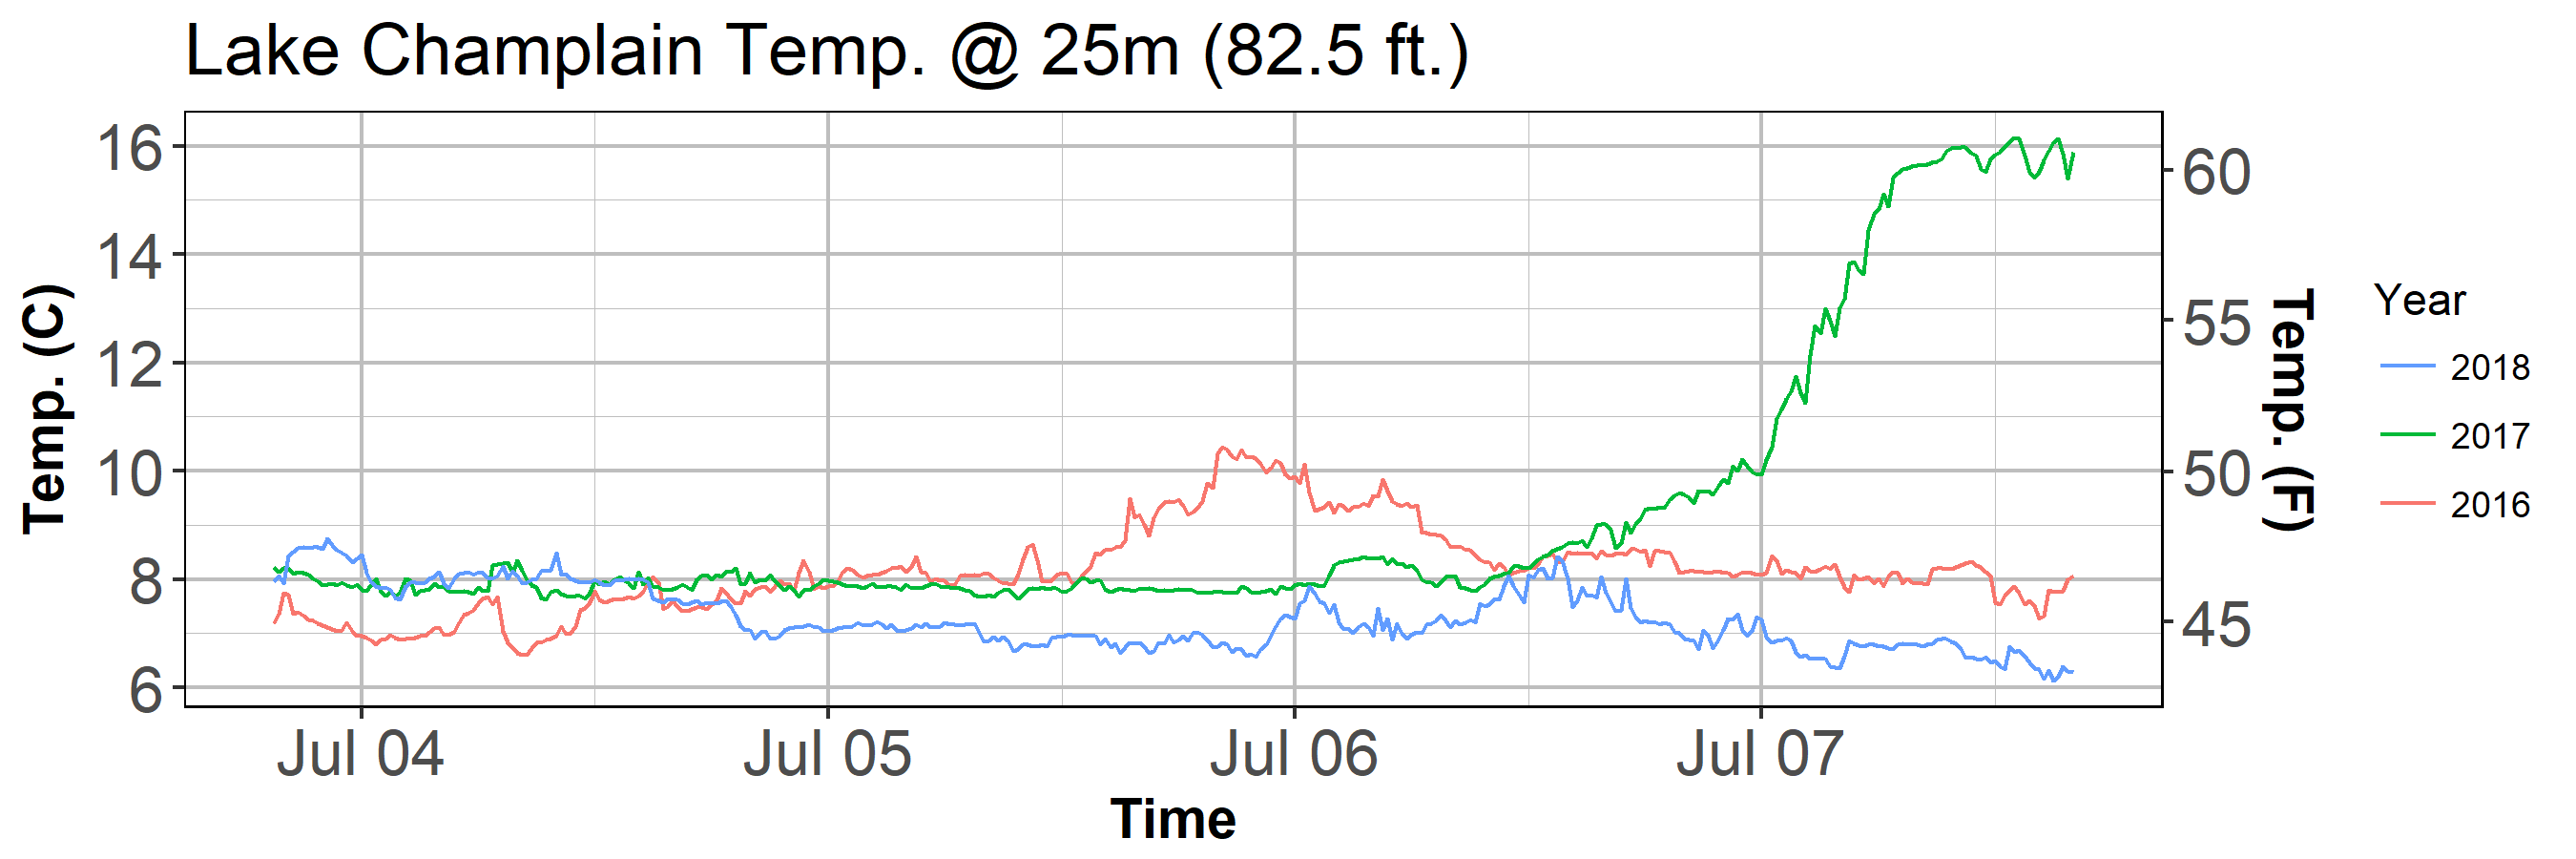 Lake Champlain Temp. @ 25m (82.5 ft.)
Temp. (C)
16
14
12
10
8
6
60
55
50
45
Temp. (F)
Jul 04 Jul 05 Jul 06 Jul 07
Time
Year
2018
2017
2016